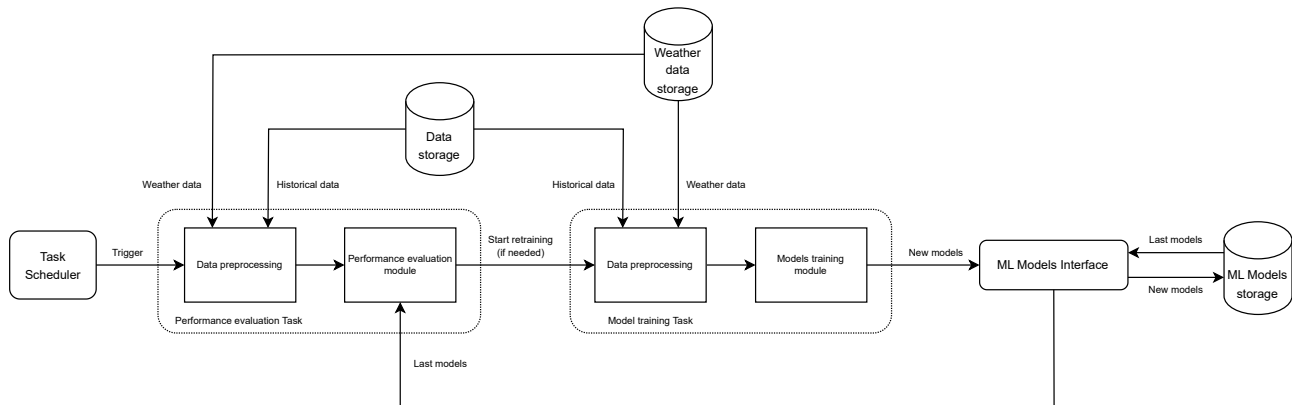 Weather
data
storage
Data
storage
Weather data
Historical data
Historical data
Weather data
Task
Scheduler
Trigger
Data preprocessing
Performance evaluation
module
Start retraining
(if needed)
Data preprocessing
Models training
module
New models
ML Models Interface
Last models
New models
ML Models
storage
Performance evaluation Task
Model training Task
Last models